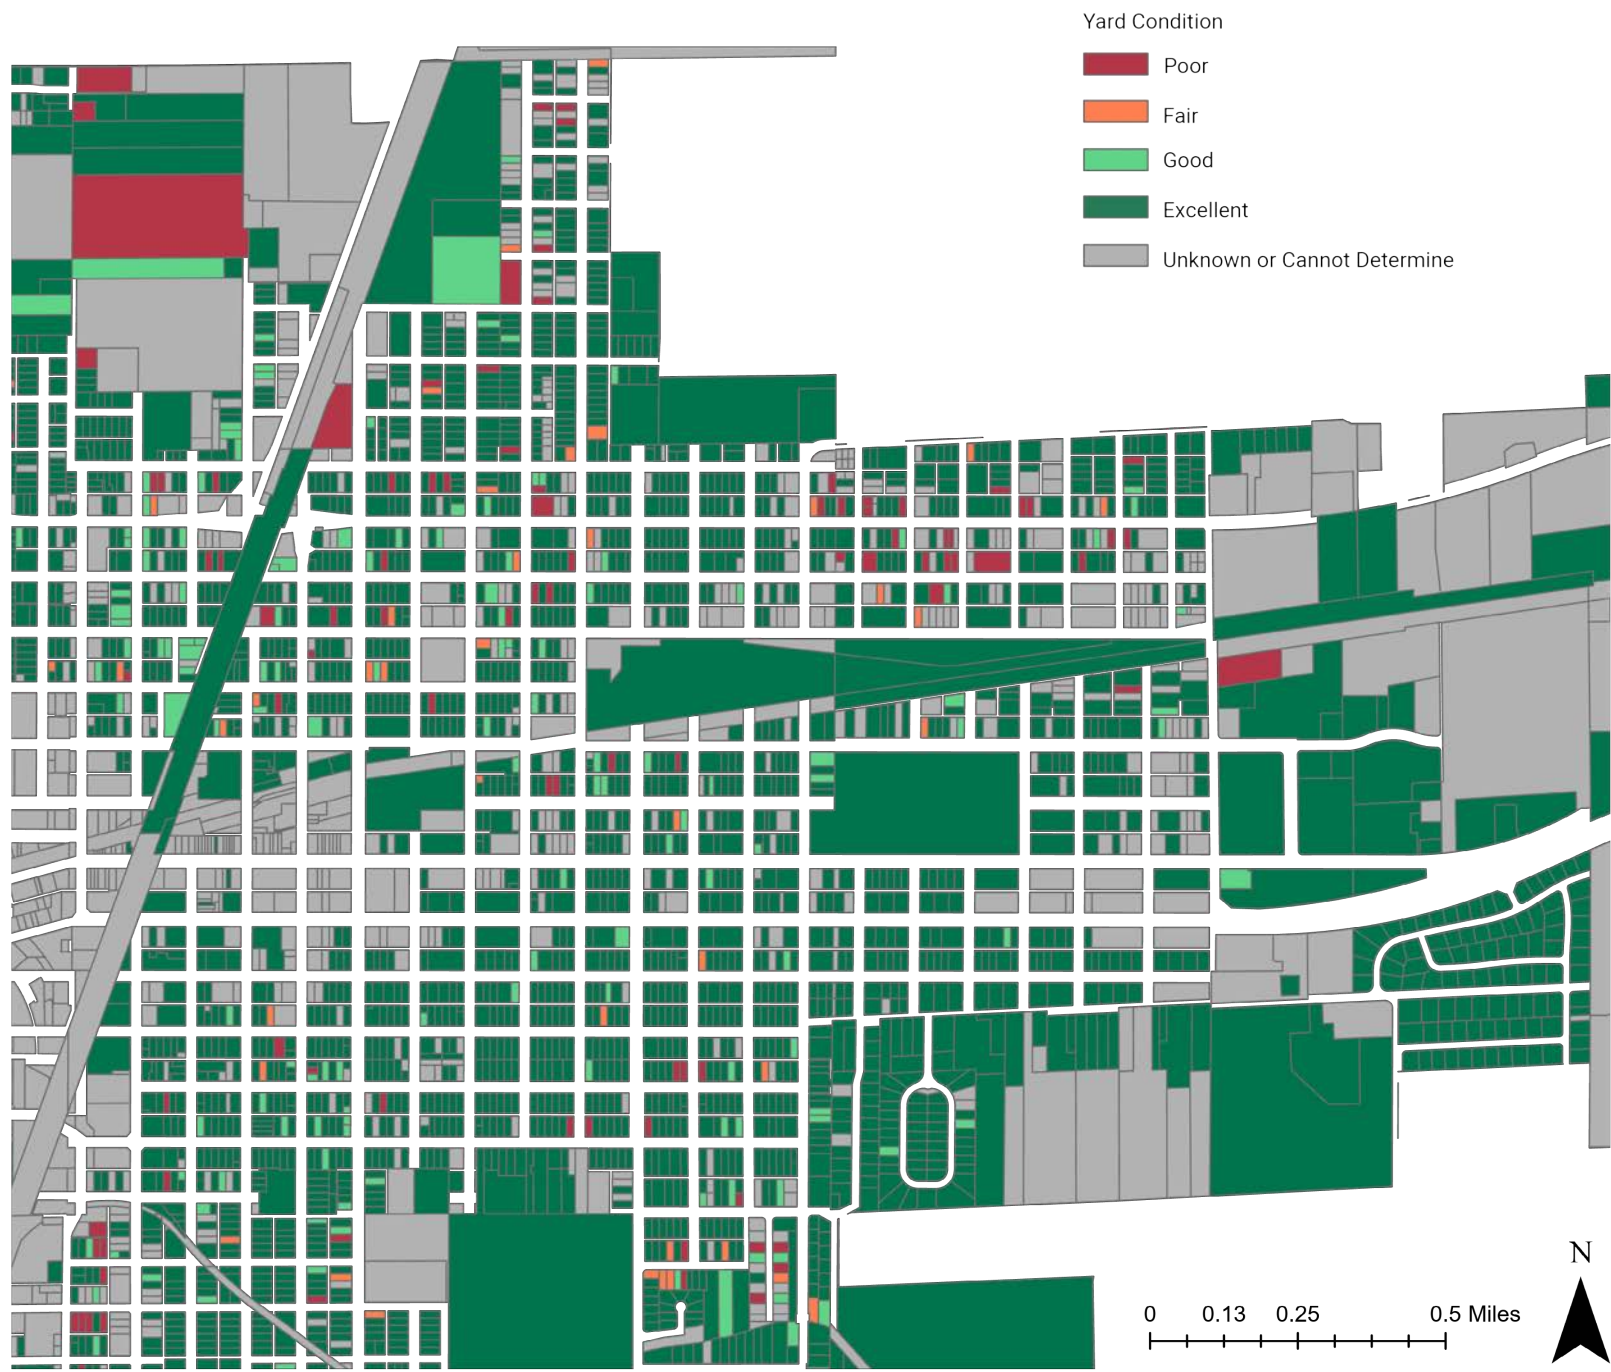 Yard Condition
Poor
Fair
Good
Excellent
Unknown or Cannot Determine
N
0 0.13 0.25 0.5 Miles